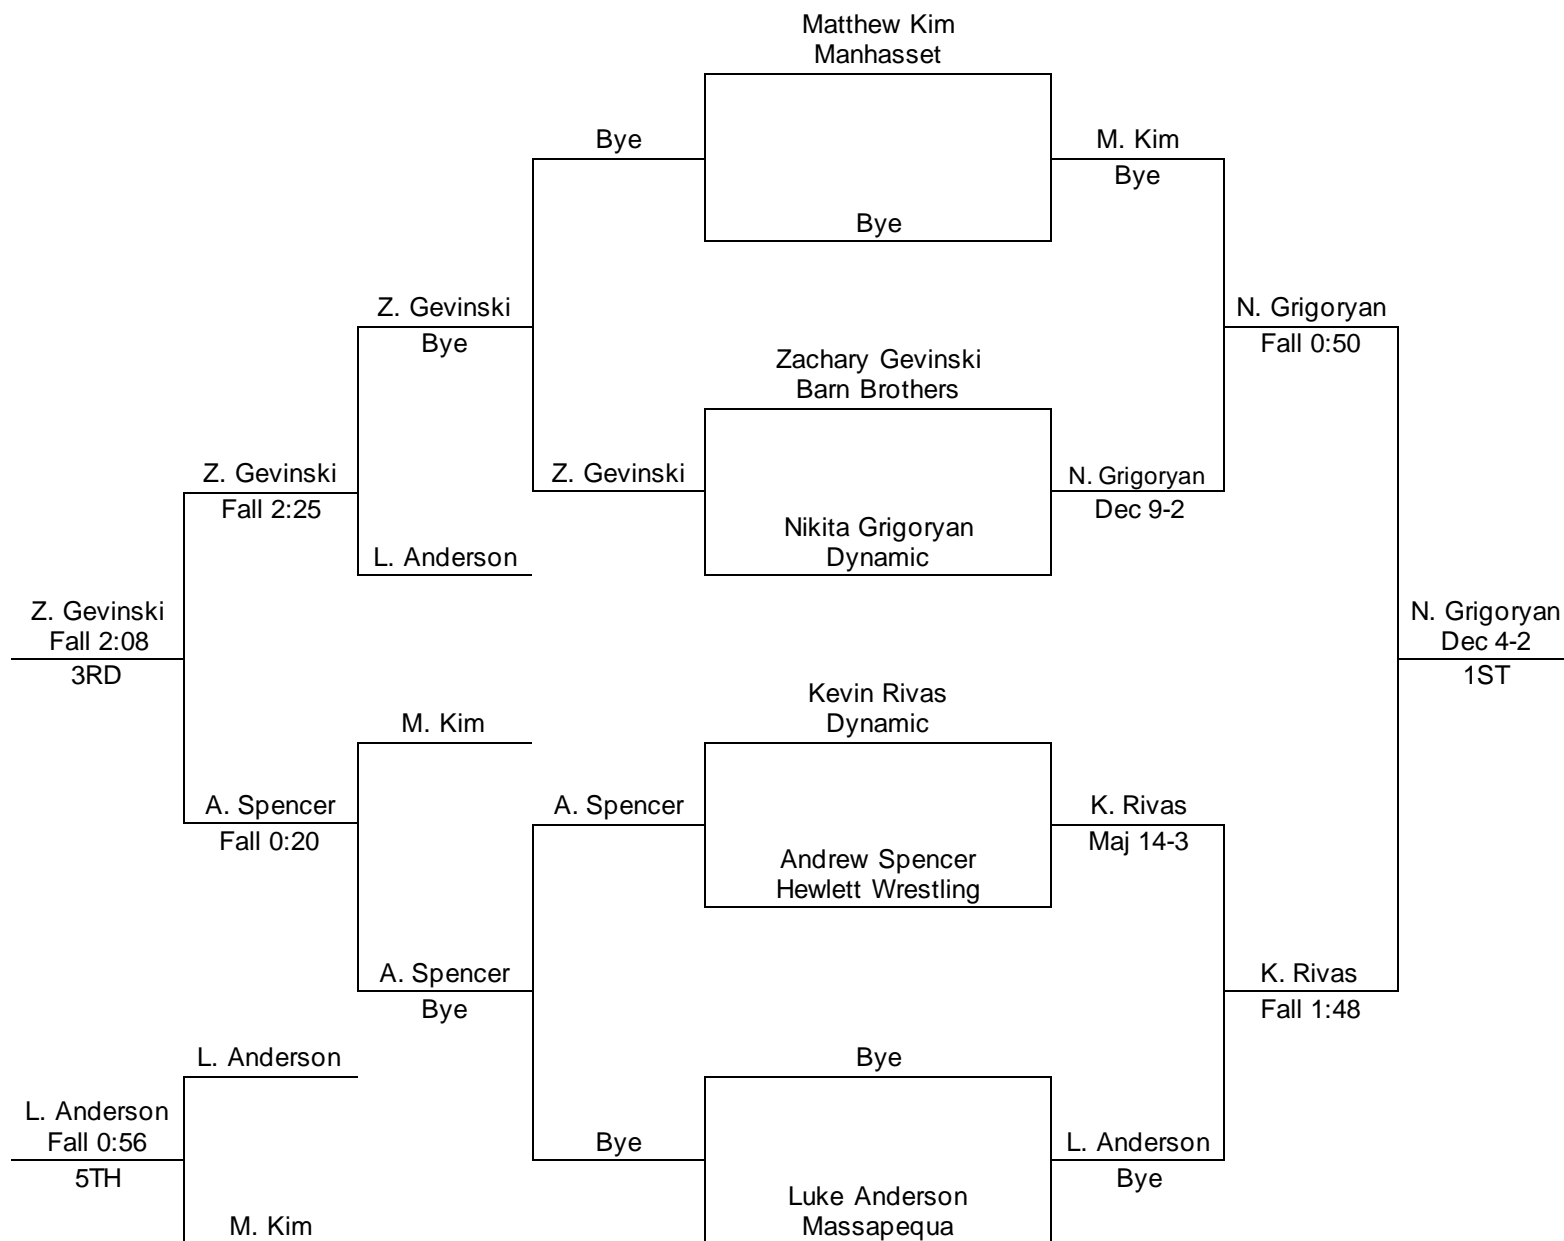 Matthew Kim
Manhasset
Bye
M. Kim
Bye
Bye
Z. Gevinski
Bye
N. Grigoryan
Fall 0:50
Zachary Gevinski
Barn Brothers
Z. Gevinski
Fall 2:25
Z. Gevinski
N. Grigoryan
Dec 9-2
Nikita Grigoryan
Dynamic
L. Anderson
Z. Gevinski
Fall 2:08
3RD
N. Grigoryan
Dec 4-2
1ST
Kevin Rivas
Dynamic
M. Kim
A. Spencer
Fall 0:20
A. Spencer
K. Rivas
Maj 14-3
Andrew Spencer
Hewlett Wrestling
A. Spencer
Bye
K. Rivas
Fall 1:48
L. Anderson
Bye
L. Anderson
Fall 0:56
5TH
Bye
L. Anderson
Bye
Luke Anderson
Massapequa
M. Kim